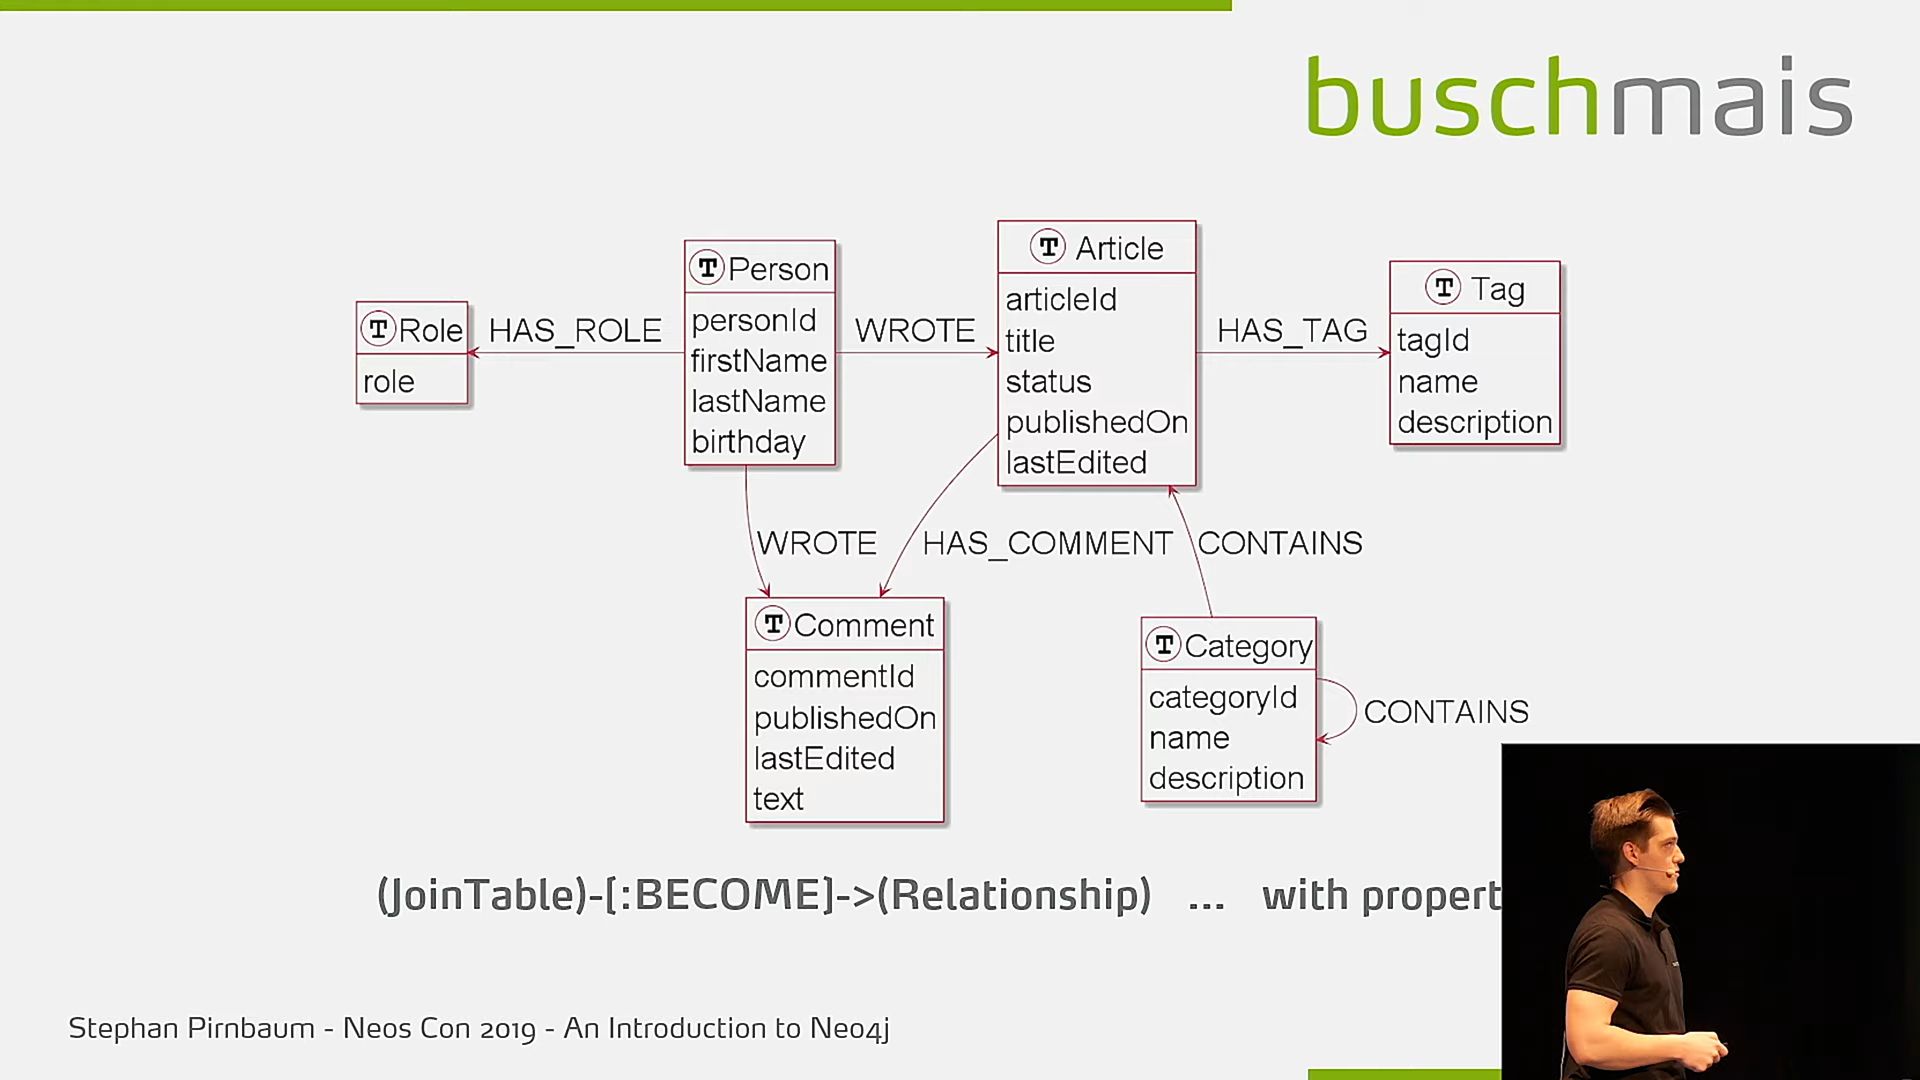 buschmais
T Role
role
HAS_ROLE
T Person
personId
firstName
lastName
birthday
WROTE
T Article
articleId
title
status
publishedOn
lastEdited
HAS_TAG
T Tag
tagId
name
description
WROTE
HAS_COMMENT
CONTAINS
T Comment
commentId
publishedOn
lastEdited
text
T Category
categoryId
name
description
CONTAINS
(JoinTable)-[:BECOME]->(Relationship) ... with propert
Stephan Pirnbaum - Neos Con 2019 - An Introduction to Neo4j